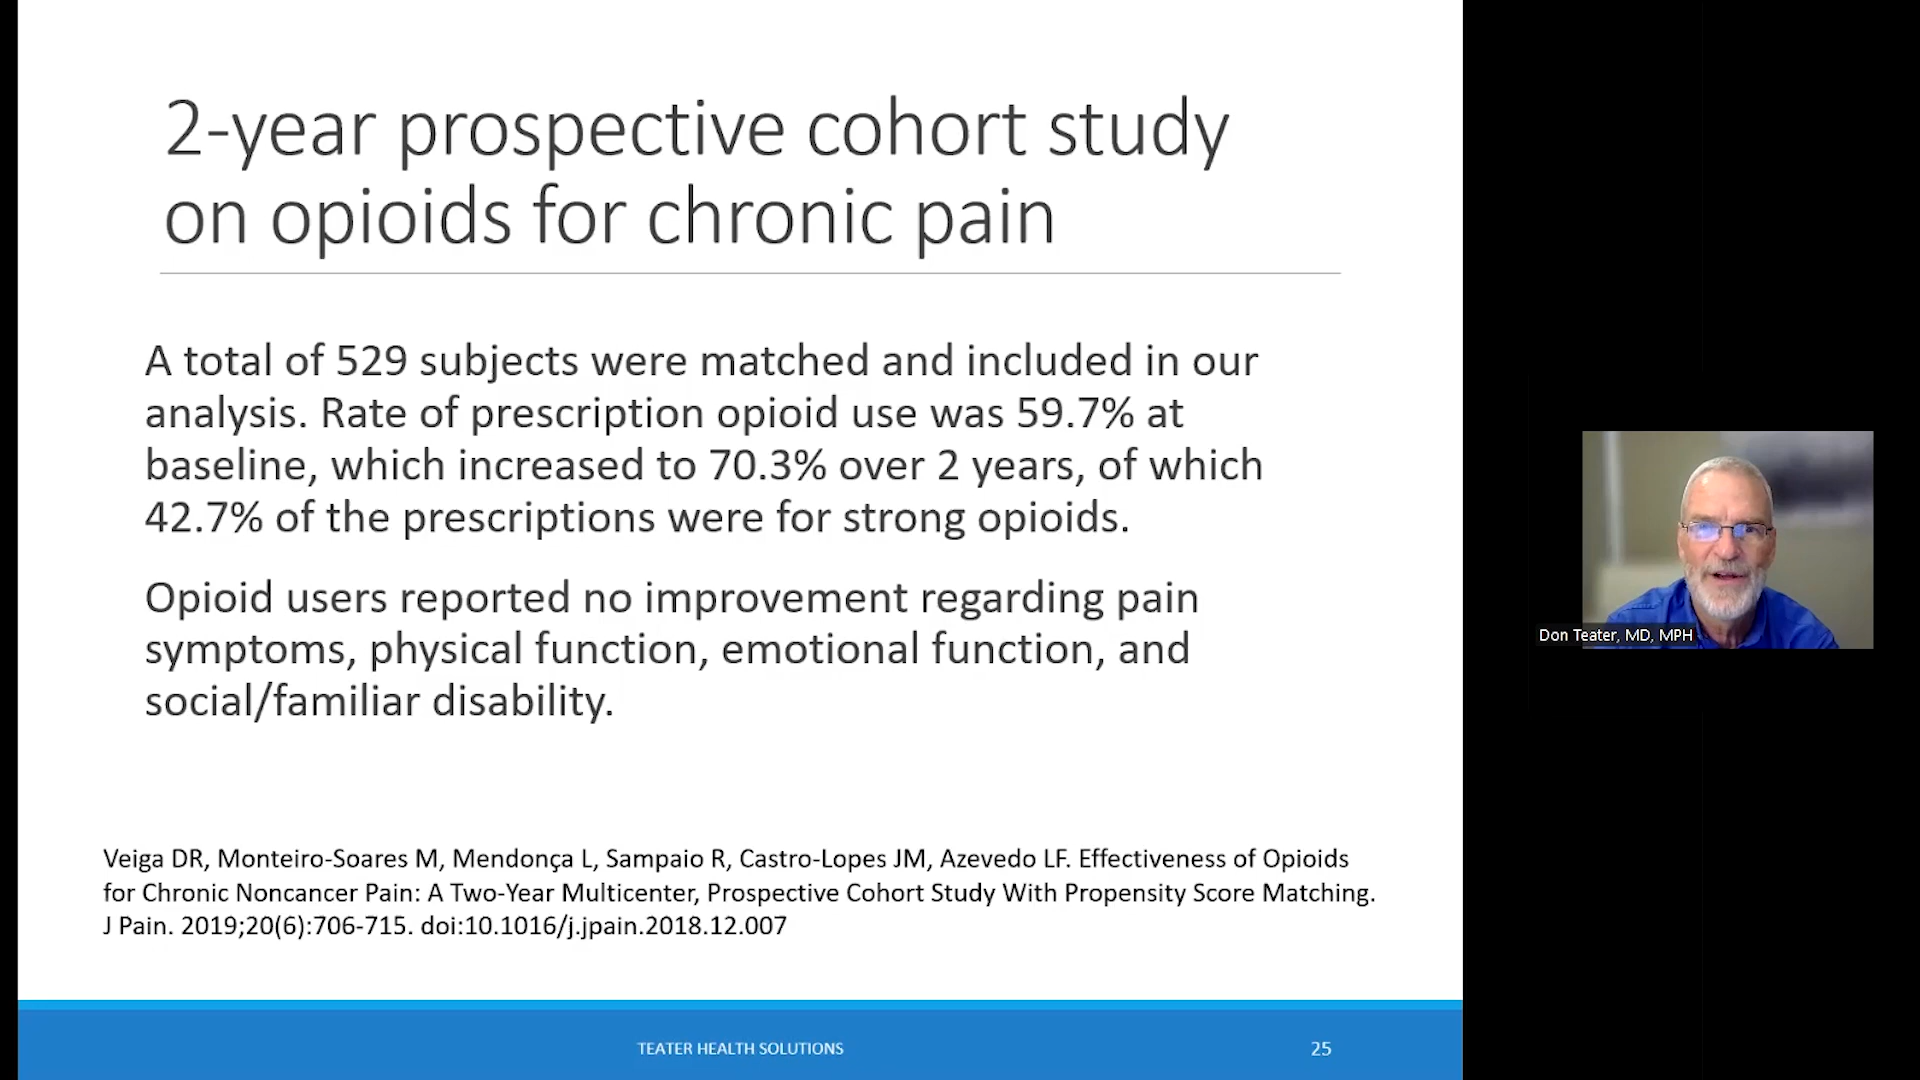 2-year prospective cohort study
on opioids for chronic pain
A total of 529 subjects were matched and included in our
analysis. Rate of prescription opioid use was 59.7% at
baseline, which increased to 70.3% over 2 years, of which
42.7% of the prescriptions were for strong opioids.
Opioid users reported no improvement regarding pain
symptoms, physical function, emotional function, and
social/familiar disability.
Veiga DR, Monteiro-Soares M, Mendonça L, Sampaio R, Castro-Lopes JM, Azevedo LF. Effectiveness of Opioids
for Chronic Noncancer Pain: A Two-Year Multicenter, Prospective Cohort Study With Propensity Score Matching.
J Pain. 2019;20(6):706-715. doi:10.1016/j.jpain.2018.12.007
TEATER HEALTH SOLUTIONS
25
Don Teater, MD, MPH